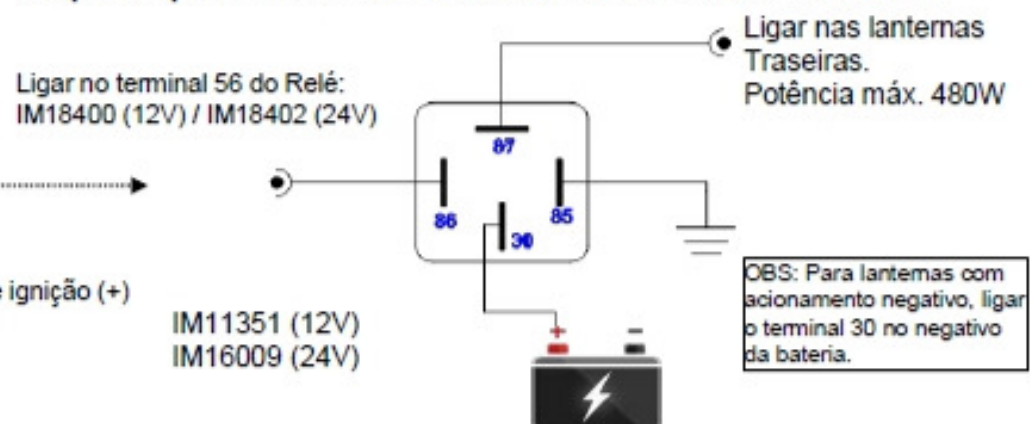 Ligar nas lanternas
Traseiras.
Potência máx. 480W
Ligar no terminal 56 do Relé:
IM18400 (12V) / IM18402 (24V)
87
86
85
30
ignição (+)
IM11351 (12V)
IM16009 (24V)
+
-
OBS: Para lanternas com
acionamento negativo, ligar
o terminal 30 no negativo
da bateria.